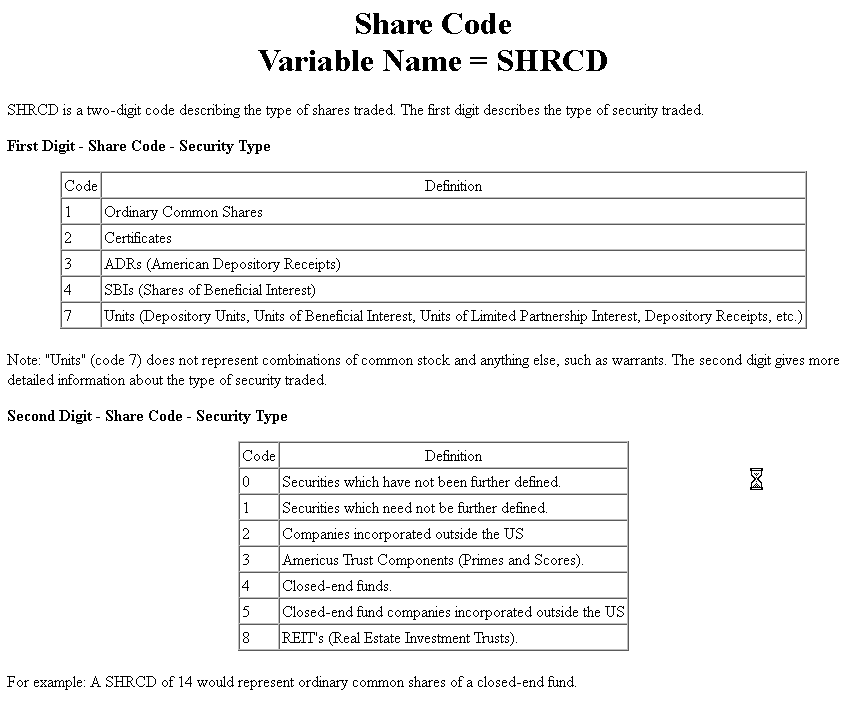 Share Code
Variable Name = SHRCD
SHRCD is a two-digit code describing the type of shares traded. The first digit describes the type of security traded.
First Digit - Share Code - Security Type
Code Definition
1 Ordinary Common Shares
2 Certificates
3 ADRs (American Depository Receipts)
4 SBIs (Shares of Beneficial Interest)
7 Units (Depository Units, Units of Beneficial Interest, Units of Limited Partnership Interest, Depository Receipts, etc.)
Note: "Units" (code 7) does not represent combinations of common stock and anything else, such as warrants. The second digit gives more
detailed information about the type of security traded.
Second Digit - Share Code - Security Type
Code Definition
0 Securities which have not been further defined.
1 Securities which need not be further defined.
2 Companies incorporated outside the US
3 Americus Trust Components (Primes and Scores).
4 Closed-end funds.
5 Closed-end fund companies incorporated outside the US
8 REIT's (Real Estate Investment Trusts).
For example: A SHRCD of 14 would represent ordinary common shares of a closed-end fund.